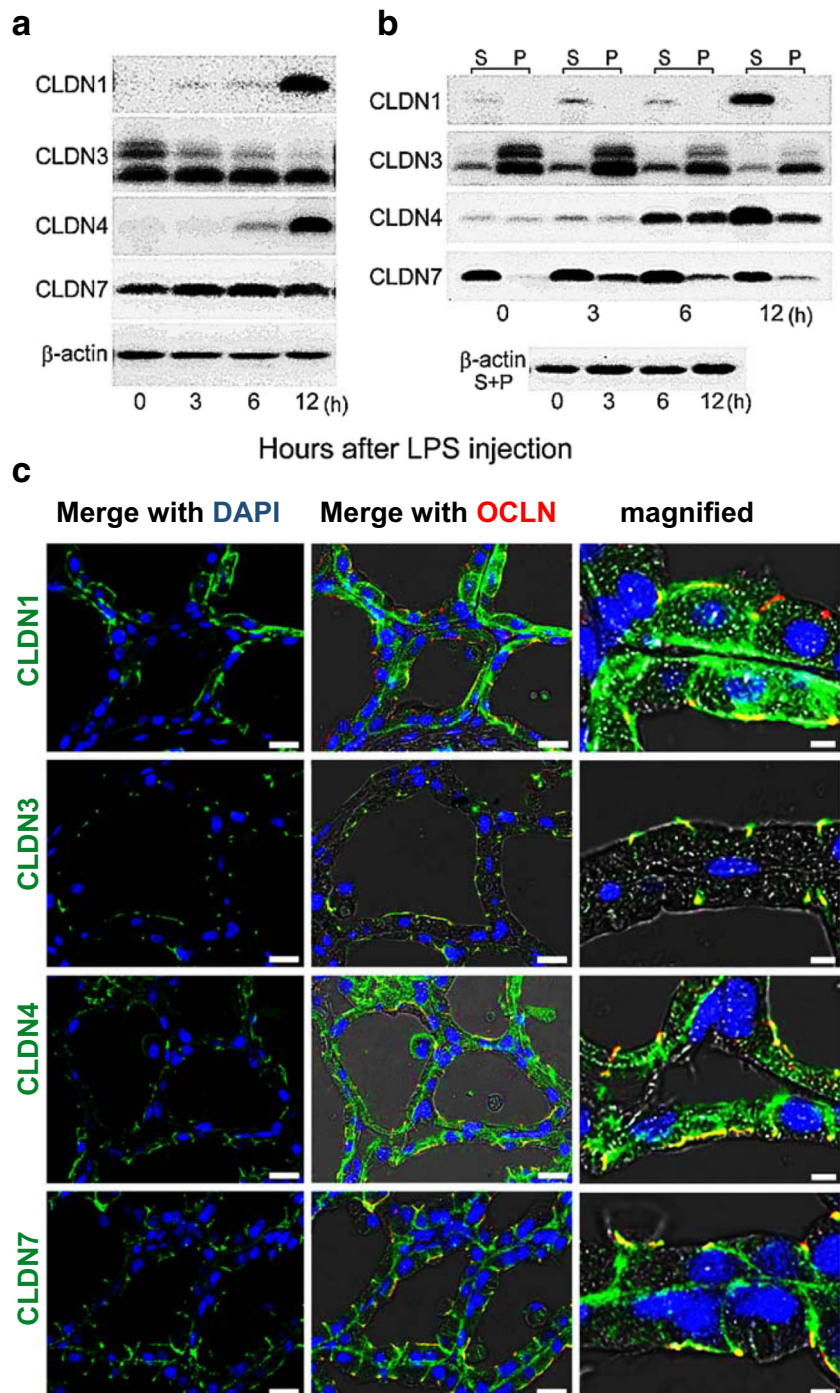 a
CLDN1
CLDN3
CLDN4
CLDN7
β-actin
0 3 6 12 (h)
b
S P S P S P S P
CLDN1
CLDN3
CLDN4
CLDN7
0 3 6 12 (h)
β-actin
S+P
0 3 6 12 (h)
Hours after LPS injection
c
Merge with DAPI Merge with OCLN magnified
CLDN1
CLDN3
CLDN4
CLDN7